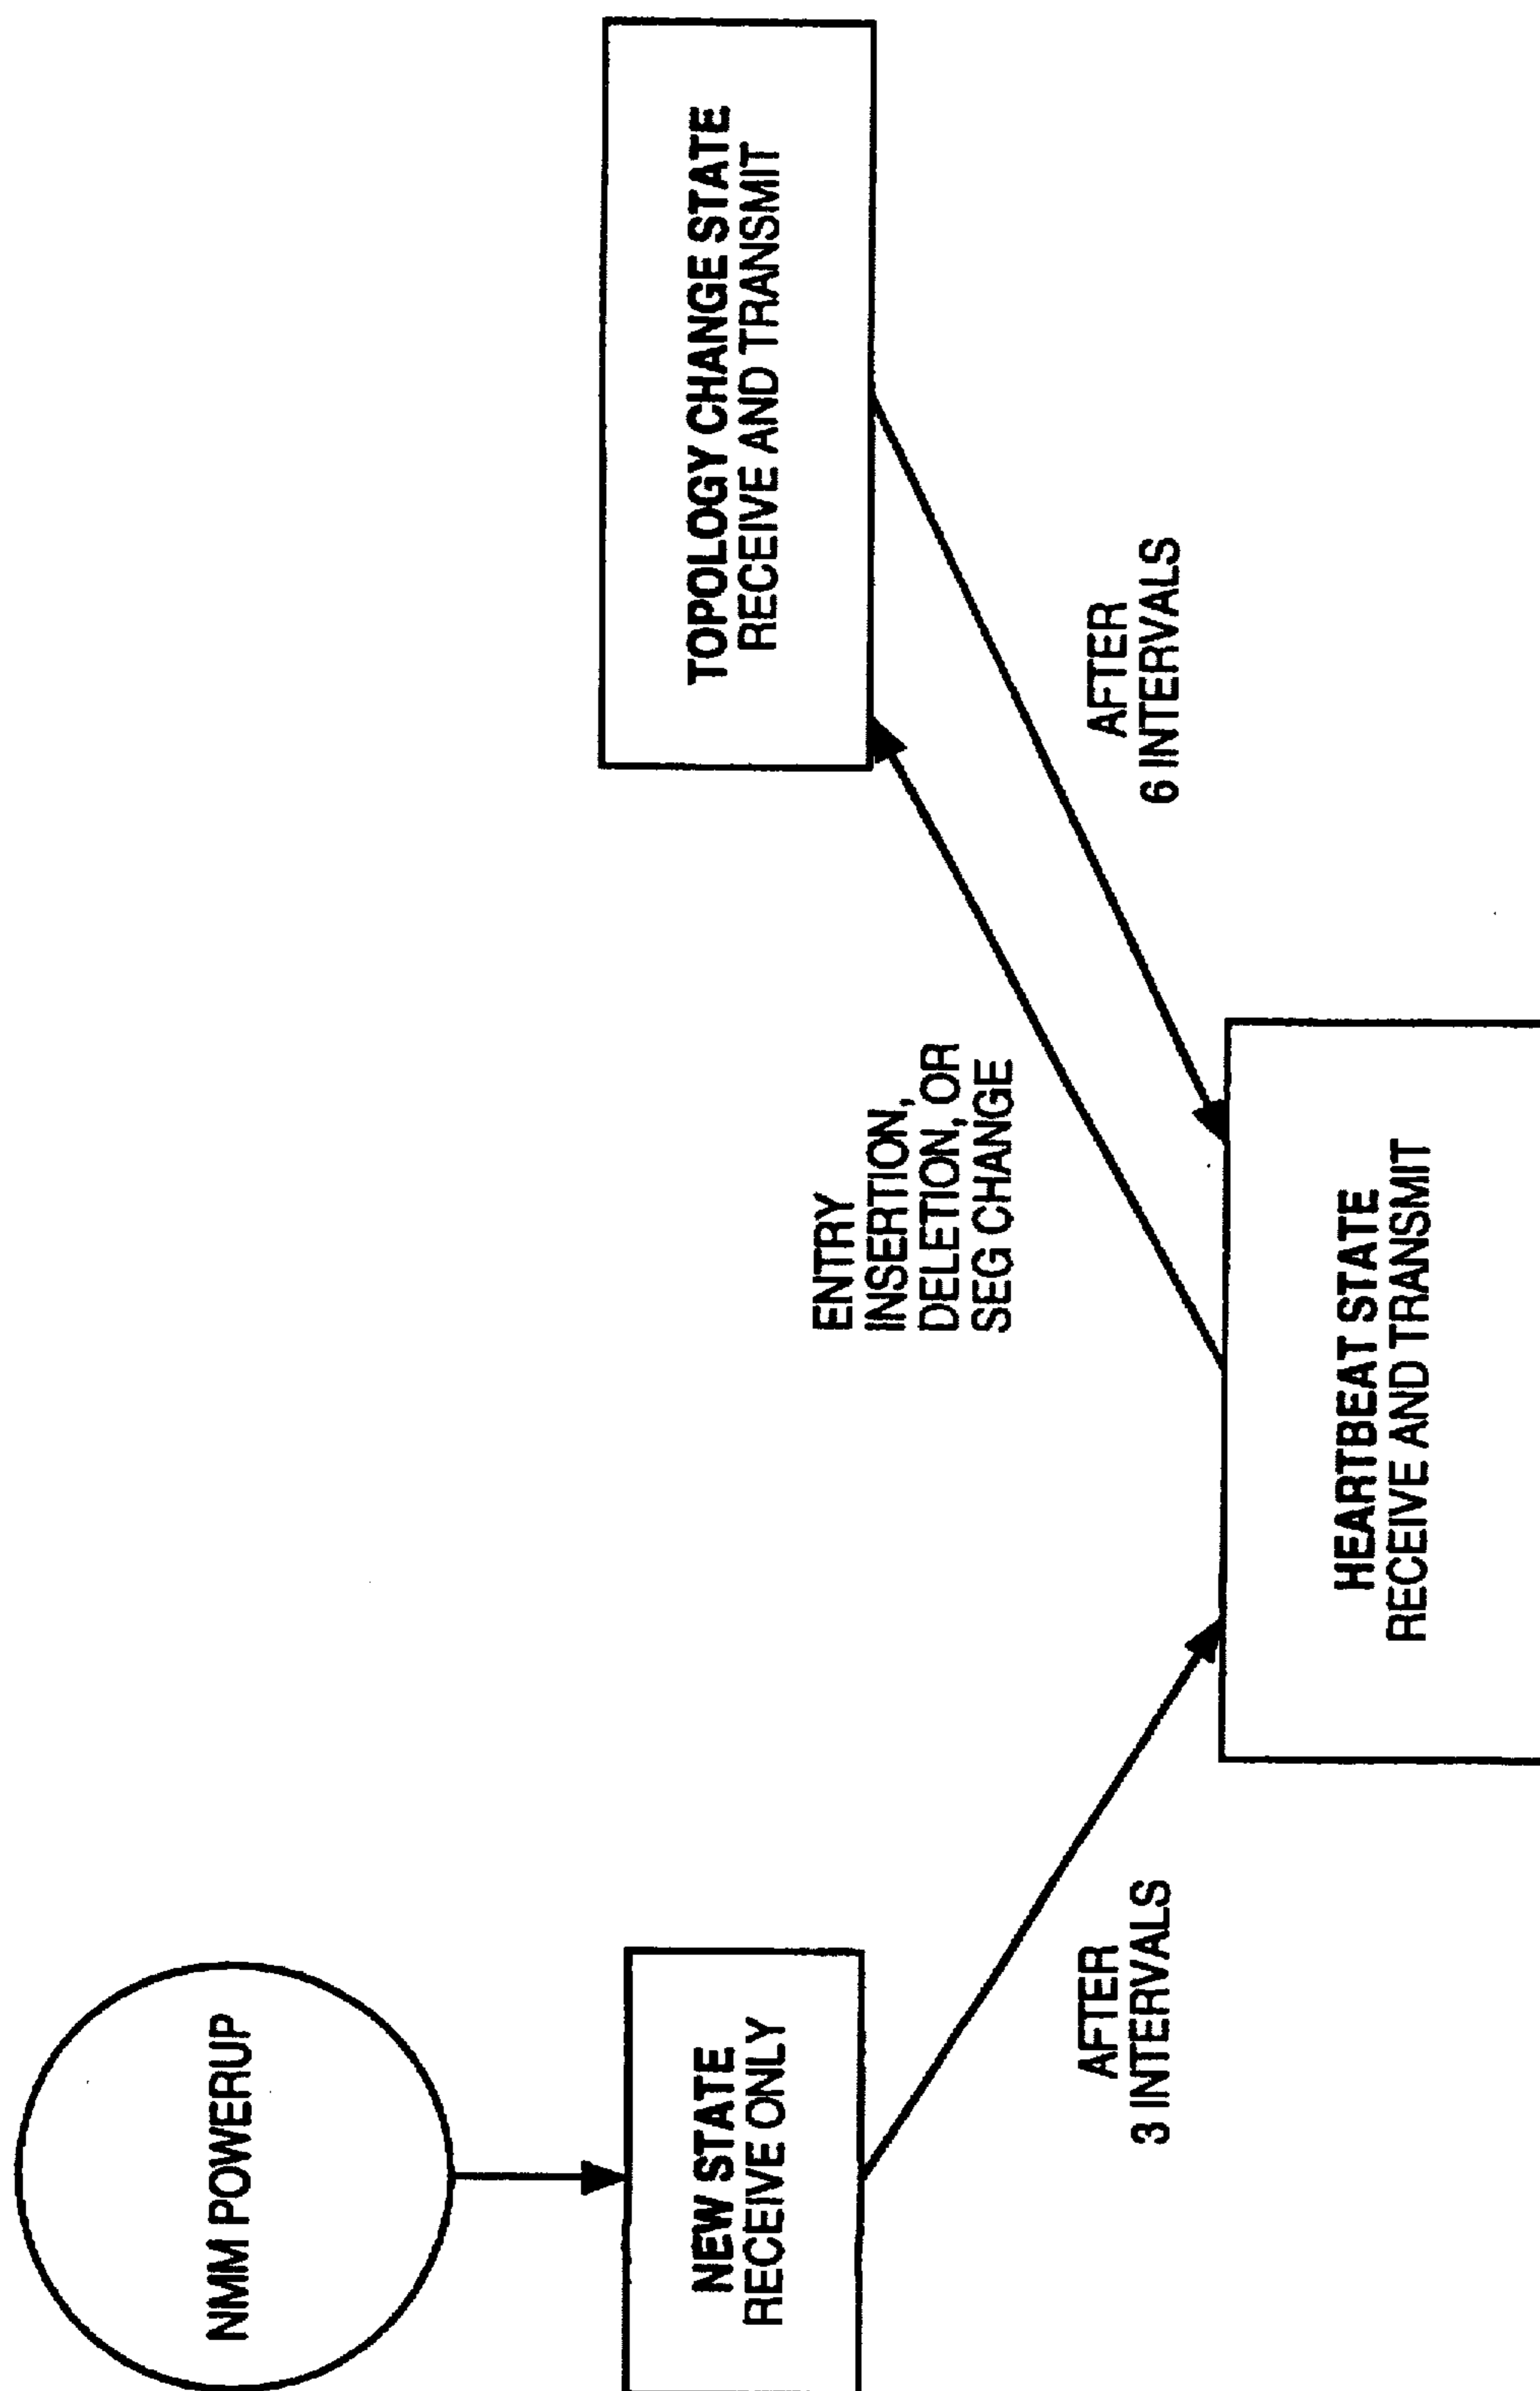 NMM POWERUP
NEW STATE
RECEIVE ONLY
AFTER
3 INTERVALS
HEARTBEAT STATE
RECEIVE AND TRANSMIT
ENTRY
INSERTION,
DELETION, OR
SEG CHANGE
AFTER
6 INTERVALS
TOPOLOGY CHANGE STATE
RECEIVE AND TRANSMIT